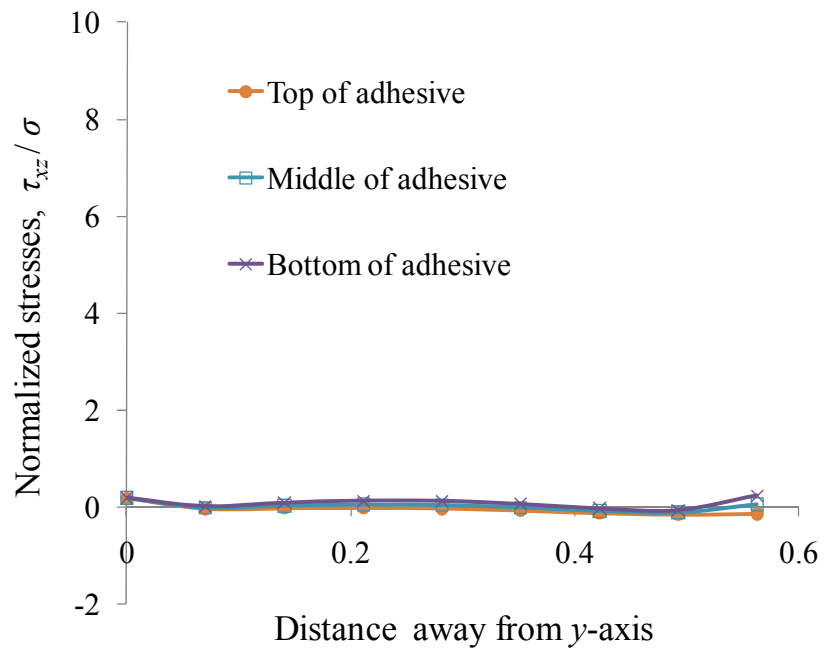 10
8
6
4
2
0
-2
Normalized stresses, τxz / σ
Top of adhesive
Middle of adhesive
Bottom of adhesive
0
0.2
0.4
0.6
Distance away from y-axis